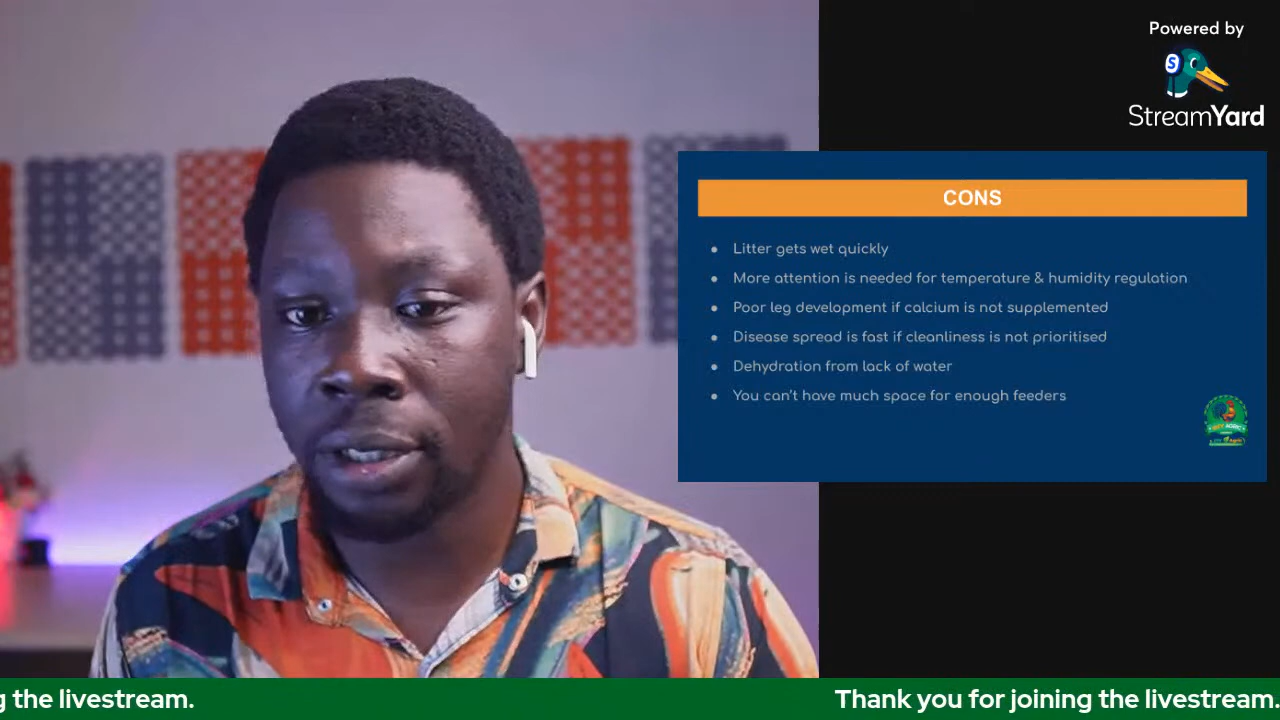 Powered by
StreamYard
CONS
• Litter gets wet quickly
• More attention is needed for temperature & humidity regulation
• Poor leg development if calcium is not supplemented
• Disease spread is fast if cleanliness is not prioritised
• Dehydration from lack of water
• You can't have much space for enough feeders
g the livestream.
Thank you for joining the livestream.